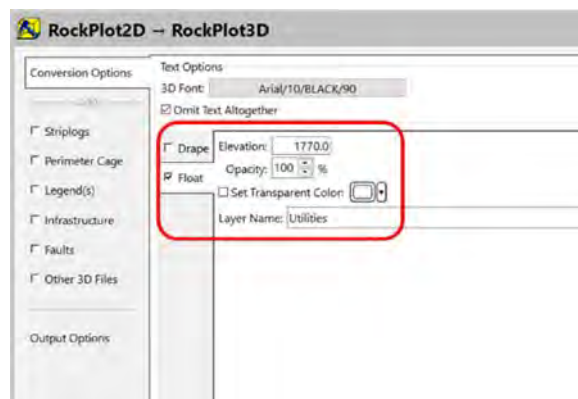 RockPlot2D → RockPlot3D
Conversion Options
Striplogs
Perimeter Cage
Legend(s)
Infrastructure
Faults
Other 3D Files
Output Options
Text Options
3D Font: Arial/10/BLACK/90
Omit Text Altogether
Drape
Float
Elevation: 1770.0
Opacity: 100 %
Set Transparent Color:
Layer Name: Utilities